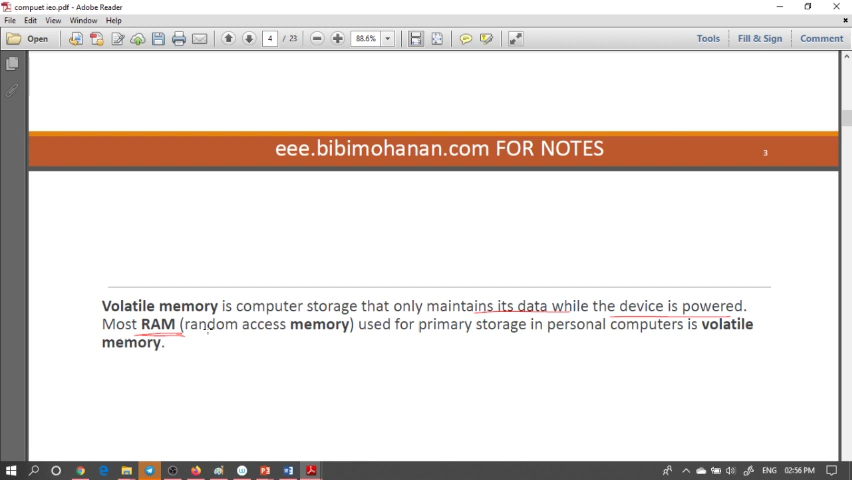 compuet ieo.pdf - Adobe Reader
File Edit View Window Help
Open 4 / 23 88.6% Tools Fill & Sign Comment
eee.bibimohanan.com FOR NOTES
3
Volatile memory is computer storage that only maintains its data while the device is powered.
Most RAM (random access memory) used for primary storage in personal computers is volatile
memory.
ENG 02:56 PM